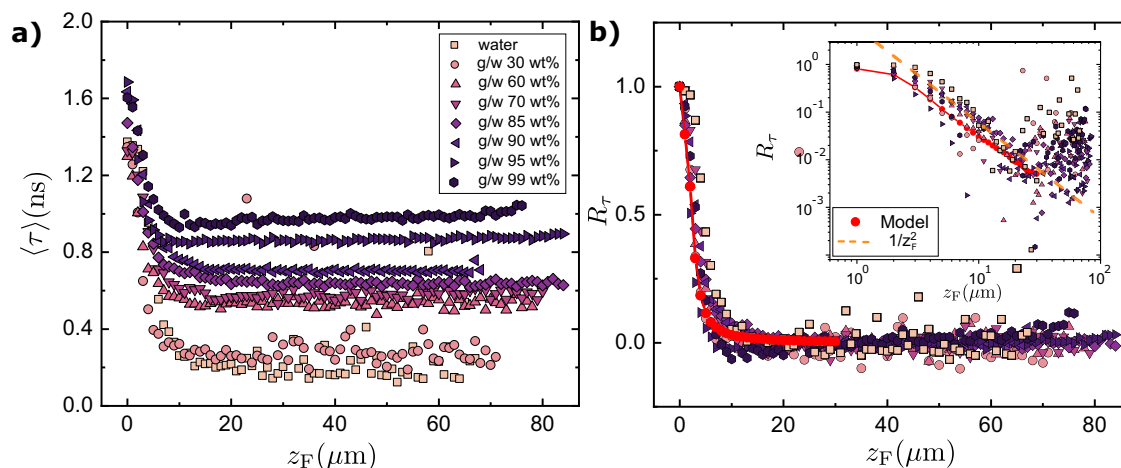 a)
2.0
1.6
1.2
0.8
0.4
0.0
⟨τ⟩(ns)
0
20
40
60
80
z_F(μm)
water
g/w 30 wt%
g/w 60 wt%
g/w 70 wt%
g/w 85 wt%
g/w 90 wt%
g/w 95 wt%
g/w 99 wt%
b)
1.0
0.5
0.0
R_τ
0
20
40
60
80
z_F(μm)
10^0
10^-1
10^-2
10^-3
R_τ
10^0
10^1
10^2
z_F(μm)
Model
1/z_F^2